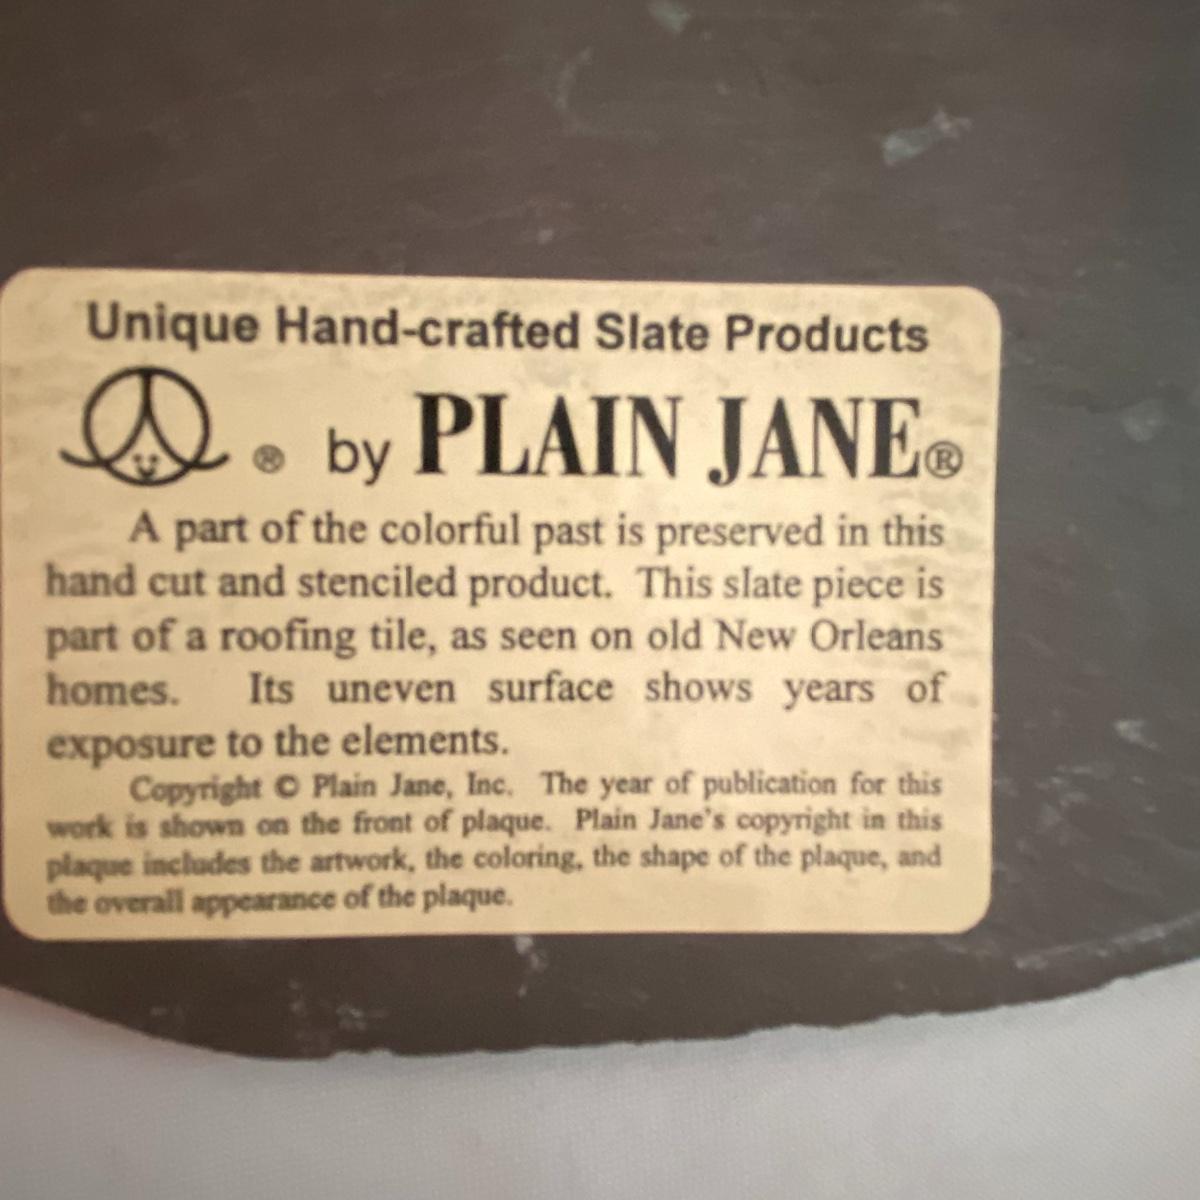 Unique Hand-crafted Slate Products
® by PLAIN JANE®
A part of the colorful past is preserved in this
hand cut and stenciled product. This slate piece is
part of a roofing tile, as seen on old New Orleans
homes. Its uneven surface shows years of
exposure to the elements.
Copyright © Plain Jane, Inc. The year of publication for this
work is shown on the front of plaque. Plain Jane's copyright in this
plaque includes the artwork, the coloring, the shape of the plaque, and
the overall appearance of the plaque.